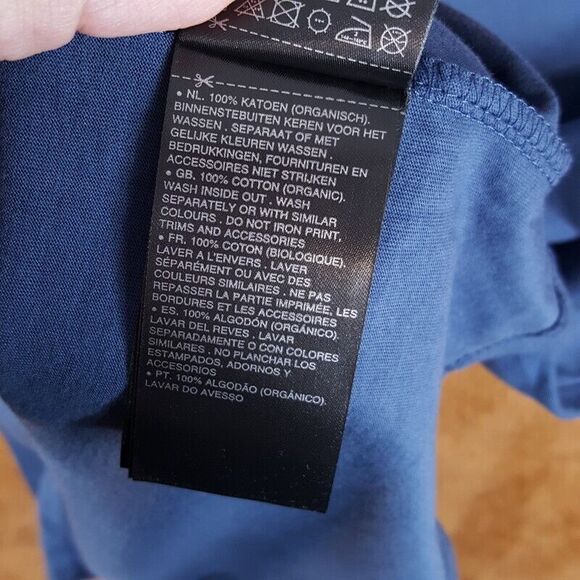 • NL. 100% KATOEN (ORGANISCH).
BINNENSTEBUITEN KEREN VOOR HET
WASSEN . SEPARAAT OF MET
GELIJKE KLEUREN WASSEN .
BEDRUKKINGEN, FOURNITUREN EN
ACCESSOIRES NIET STRIJKEN
• GB. 100% COTTON (ORGANIC).
WASH INSIDE OUT . WASH
SEPARATELY OR WITH SIMILAR
COLOURS . DO NOT IRON PRINT,
TRIMS AND ACCESSORIES
• FR. 100% COTON (BIOLOGIQUE).
LAVER A L'ENVERS . LAVER
SÉPARÉMENT OU AVEC DES
COULEURS SIMILAIRES . NE PAS
REPASSER LA PARTIE IMPRIMÉE, LES
BORDURES ET LES ACCESSOIRES
• ES. 100% ALGODÓN (ORGÁNICO).
LAVAR DEL REVES . LAVAR
SEPARADAMENTE O CON COLORES
SIMILARES . NO PLANCHAR LOS
ESTAMPADOS, ADORNOS Y
ACCESORIOS
• PT. 100% ALGODÃO (ORGÂNICO).
LAVAR DO AVESSO